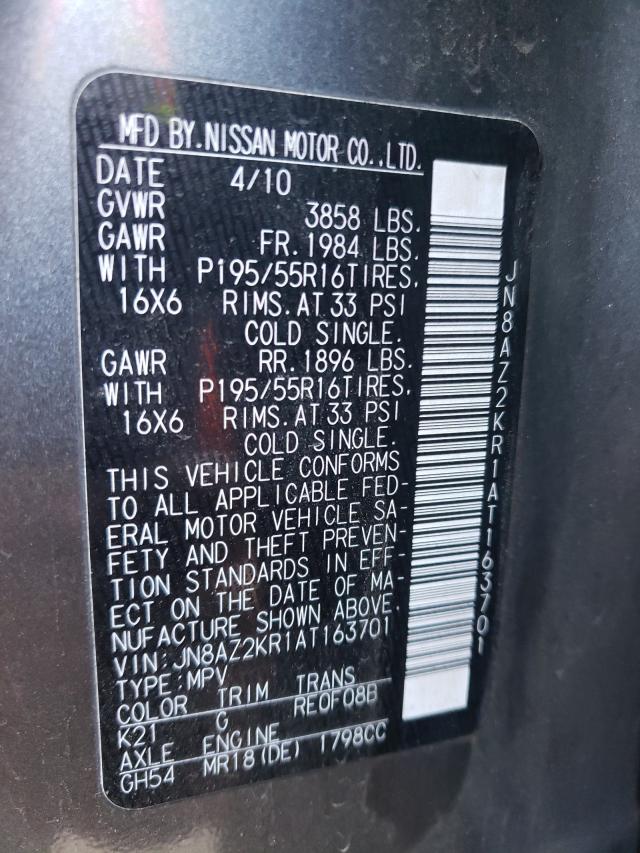 MFD BY.NISSAN MOTOR CO.,LTD.
DATE 4/10
GVWR 3858 LBS.
GAWR FR.1984 LBS.
WITH P195/55R16TIRES.
16X6 RIMS.AT 33 PSI
COLD SINGLE.
GAWR RR.1896 LBS.
WITH P195/55R16TIRES.
16X6 RIMS.AT 33 PSI
COLD SINGLE.
THIS VEHICLE CONFORMS
TO ALL APPLICABLE FED-
ERAL MOTOR VEHICLE SA-
FETY AND THEFT PREVEN-
TION STANDARDS IN EFF-
ECT ON THE DATE OF MA-
NUFACTURE SHOWN ABOVE.
VIN:JN8AZ2KR1AT163701
TYPE:MPV
COLOR TRIM TRANS
K21 G RE0F08B
AXLE ENGINE
GH54 MR18(DE) 1798CC
JN8AZ2KR1AT163701